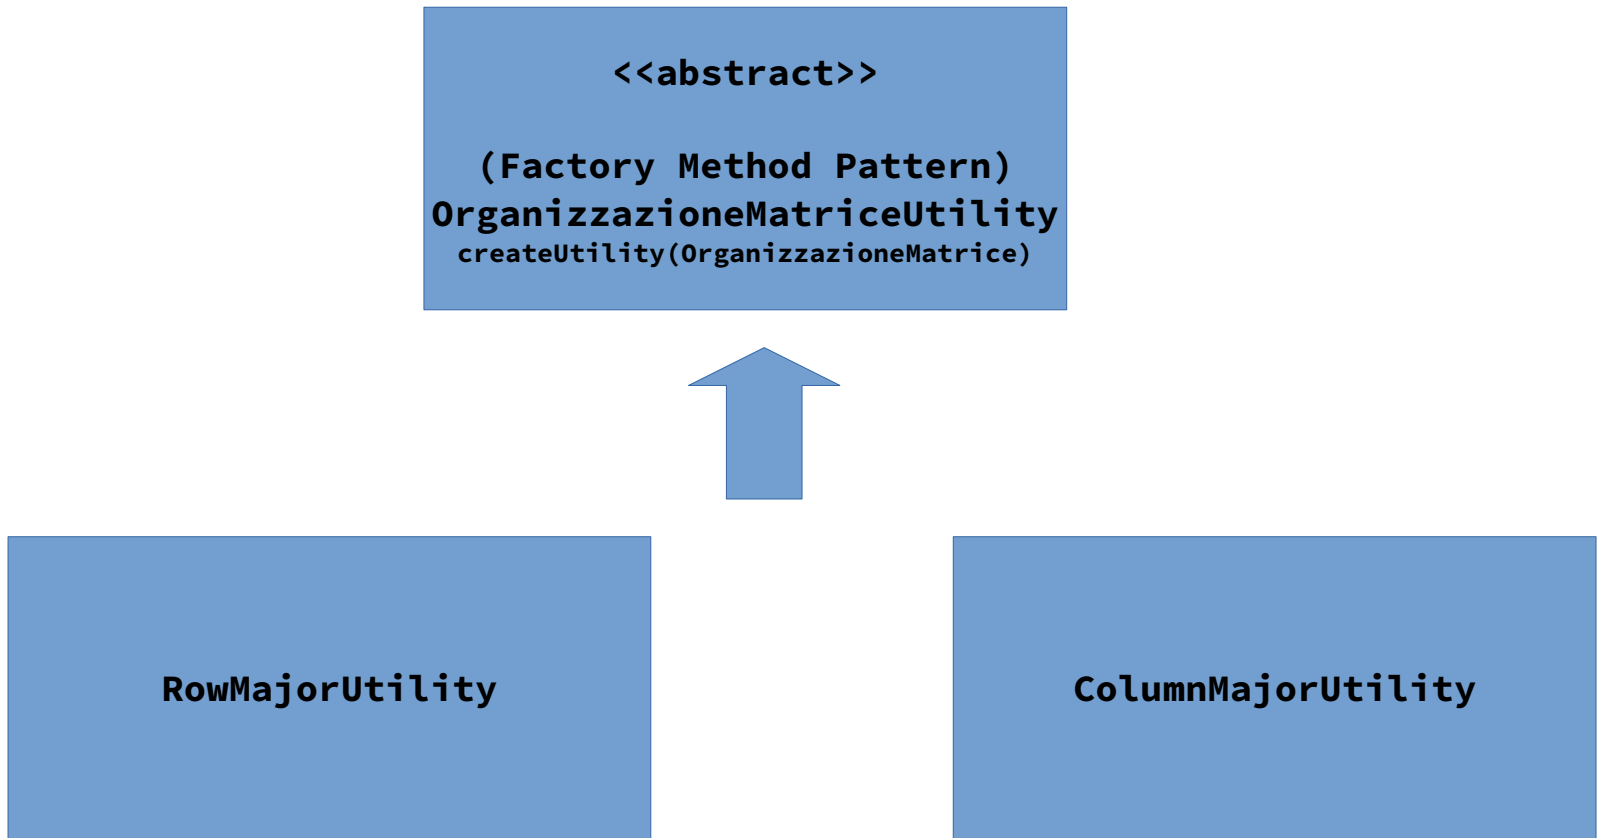 <<abstract>>
(Factory Method Pattern)
OrganizzazioneMatriceUtility
createUtility(OrganizzazioneMatrice)
RowMajorUtility
ColumnMajorUtility